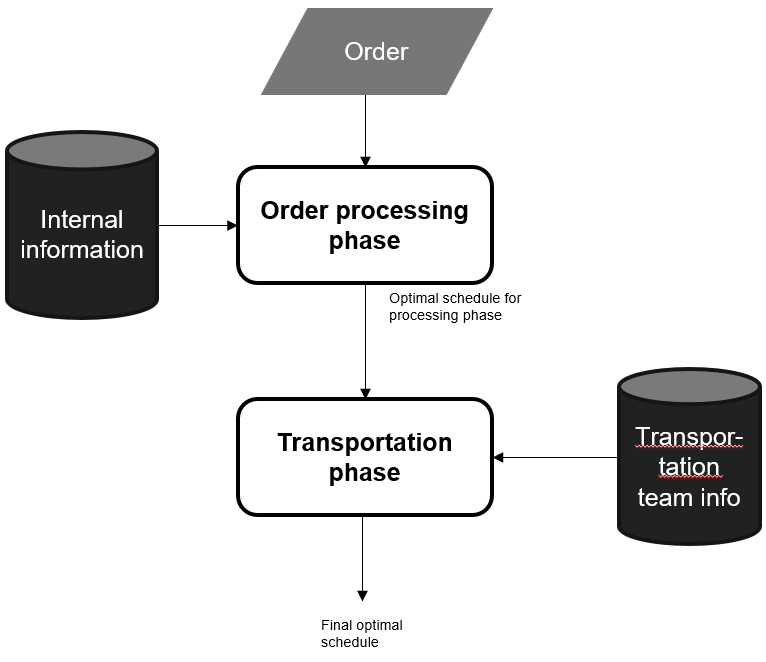 Order
Internal
information
Order processing
phase
Optimal schedule for
processing phase
Transportation
phase
Transpor-
tation
team info
Final optimal
schedule